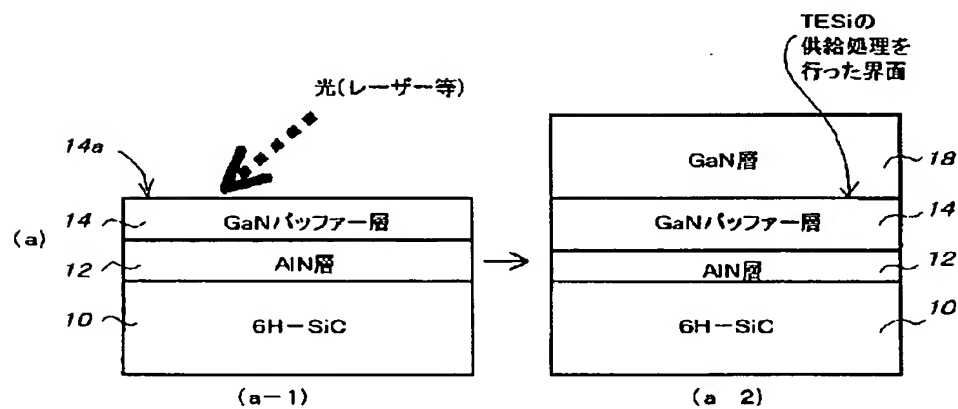 TESiの
供給処理を
行った界面
光(レーザー等)
14a
GaN層
18
14
GaNバッファー層
GaNバッファー層
14
(a)
12
AlN層
AlN層
12
10
6H-SiC
6H-SiC
10
(a-1)
(a 2)